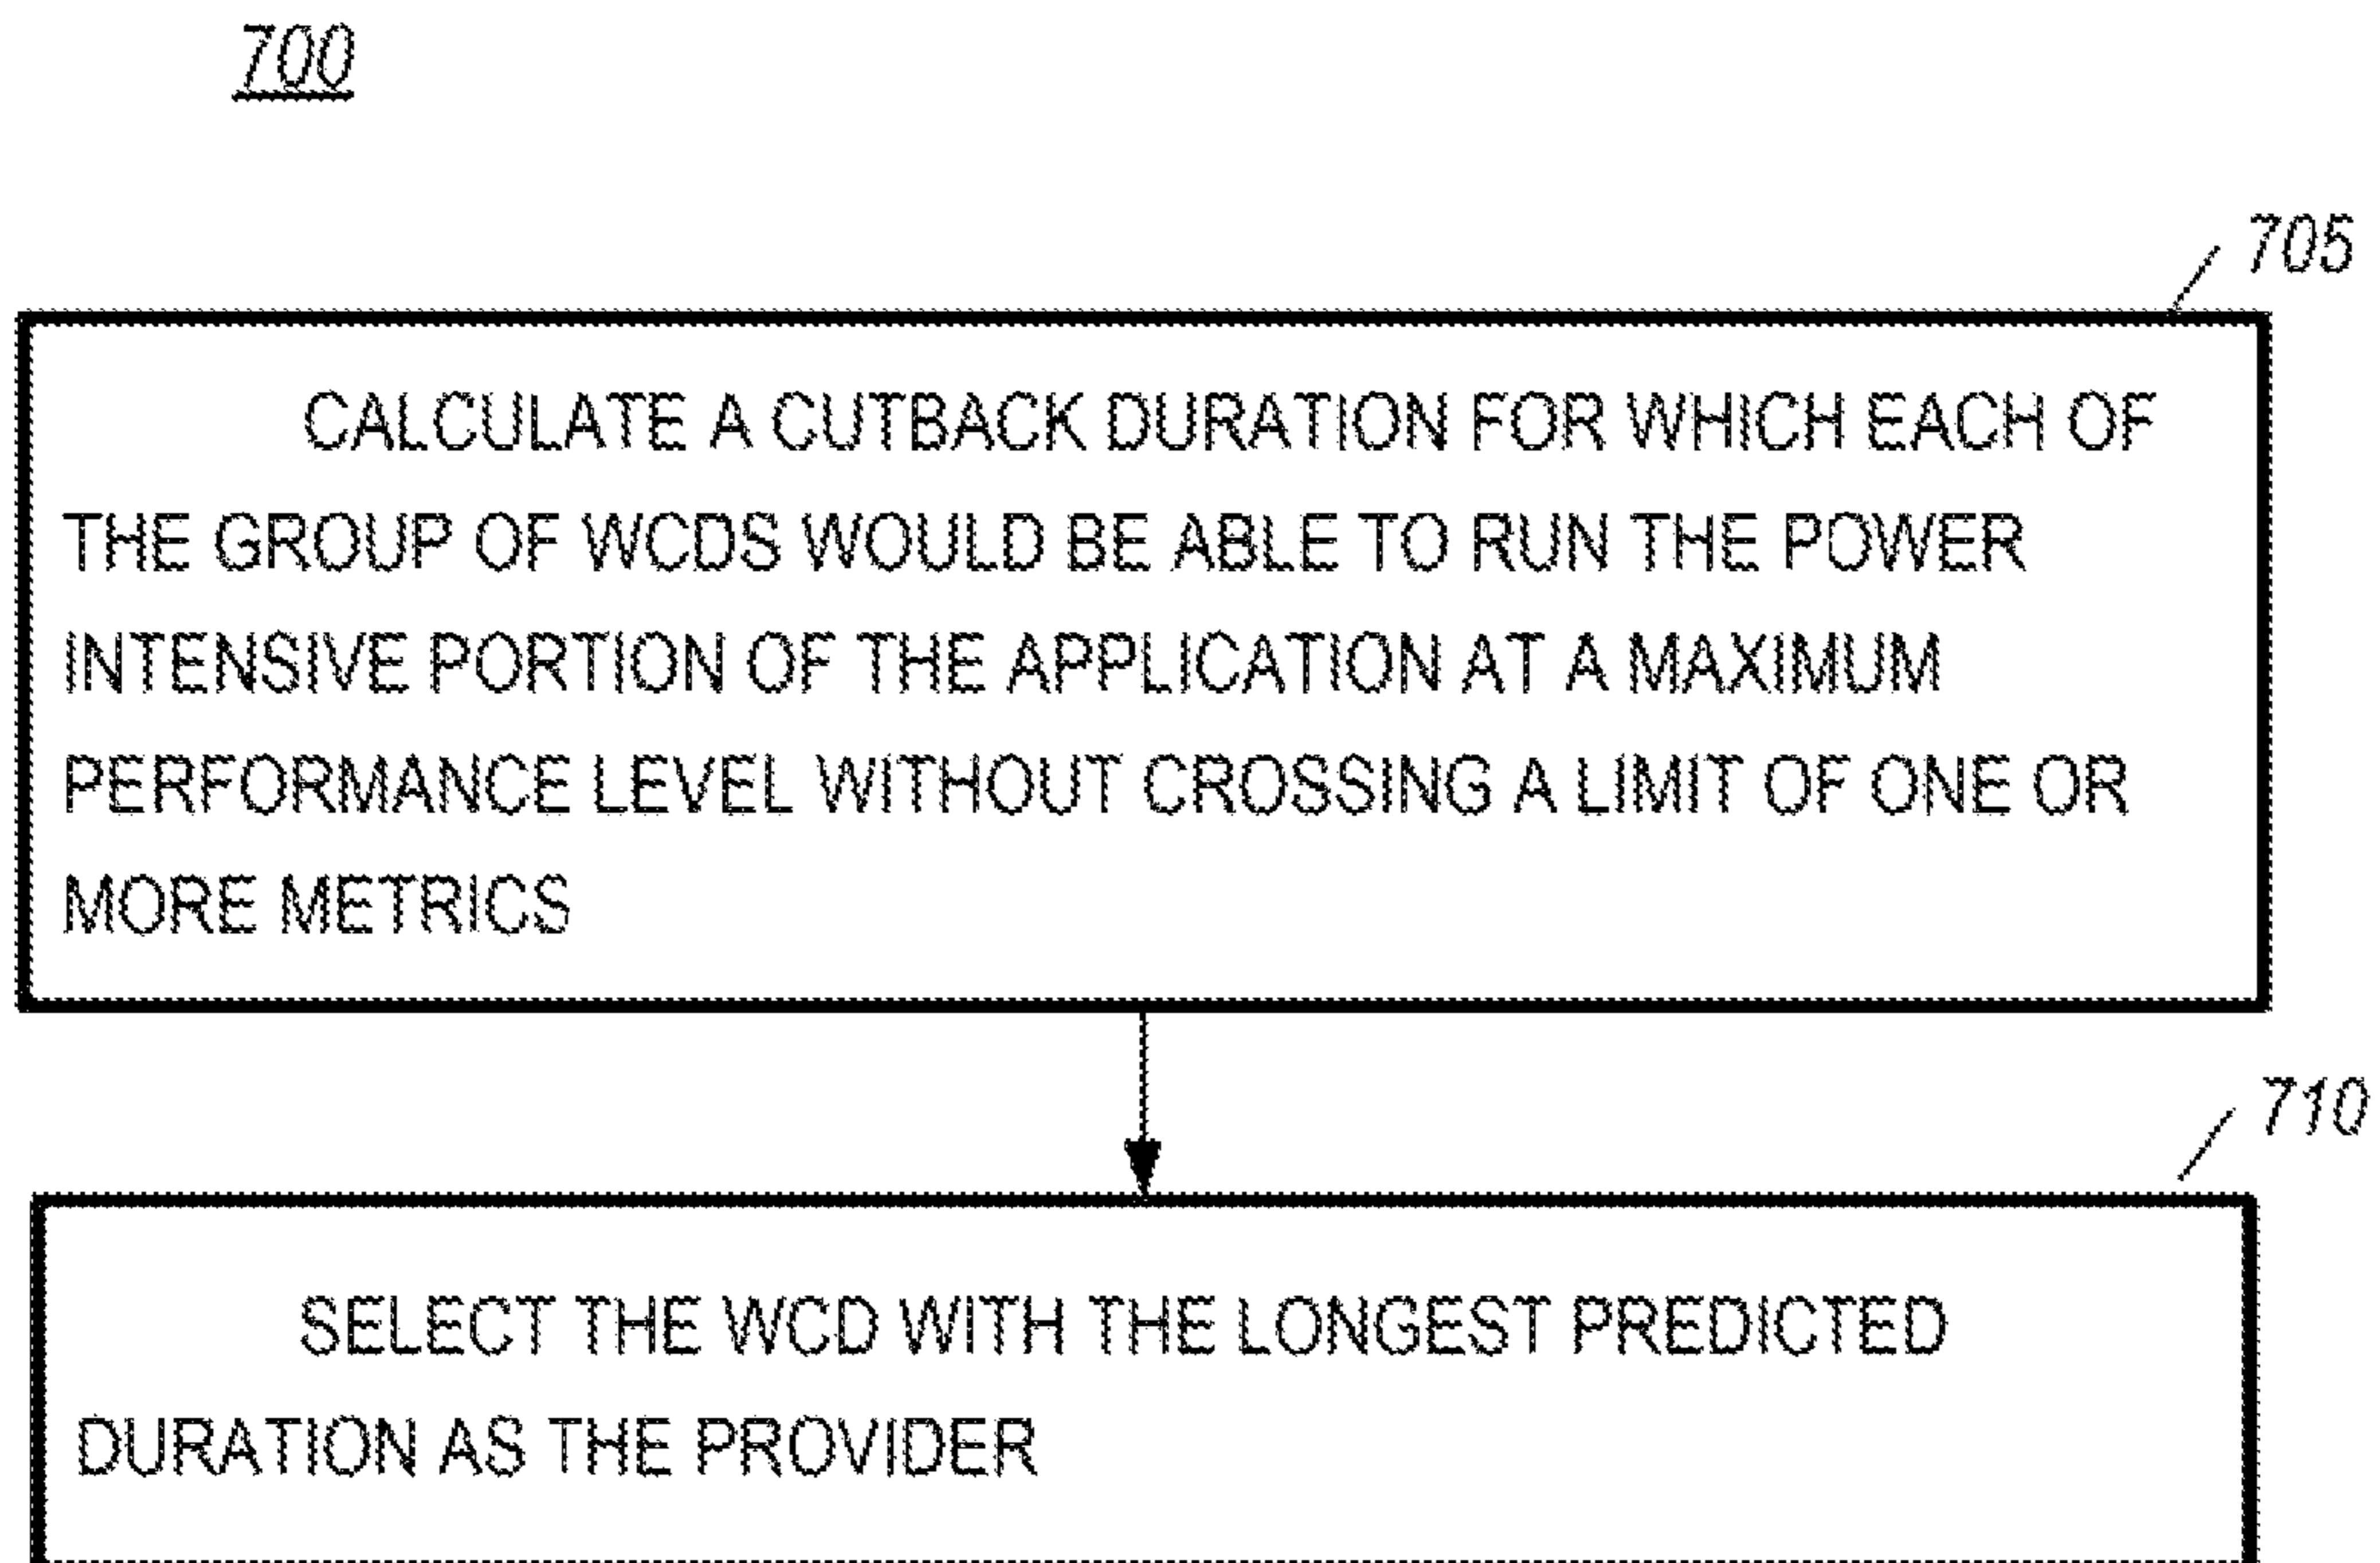 700
705
CALCULATE A CUTBACK DURATION FOR WHICH EACH OF
THE GROUP OF WCDS WOULD BE ABLE TO RUN THE POWER
INTENSIVE PORTION OF THE APPLICATION AT A MAXIMUM
PERFORMANCE LEVEL WITHOUT CROSSING A LIMIT OF ONE OR
MORE METRICS
710
SELECT THE WCD WITH THE LONGEST PREDICTED
DURATION AS THE PROVIDER